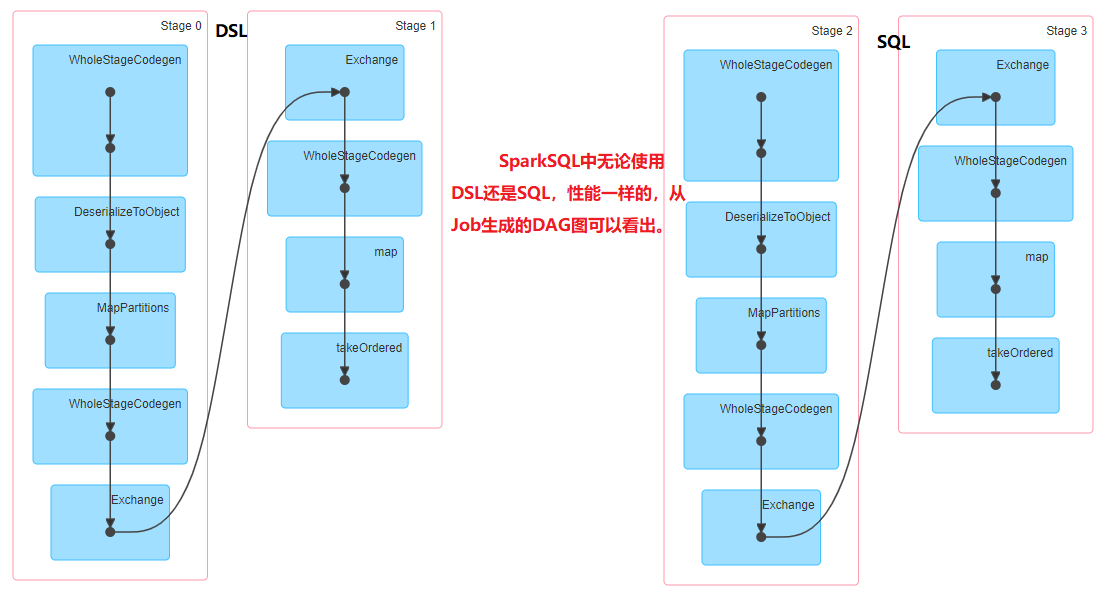 Stage 0
WholeStageCodegen
DeserializeToObject
MapPartitions
WholeStageCodegen
Exchange
DSL
Stage 1
Exchange
WholeStageCodegen
map
takeOrdered
SparkSQL中无论使用
DSL还是SQL，性能一样的，从
Job生成的DAG图可以看出。
Stage 2
WholeStageCodegen
DeserializeToObject
MapPartitions
WholeStageCodegen
Exchange
SQL
Stage 3
Exchange
WholeStageCodegen
map
takeOrdered